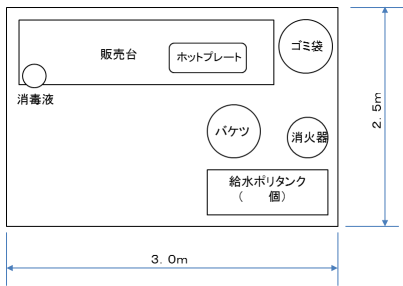 販売台
ホットプレート
ゴミ袋
消毒液
バケツ
消火器
給水ポリタンク
(　　個)
2.5m
3.0m